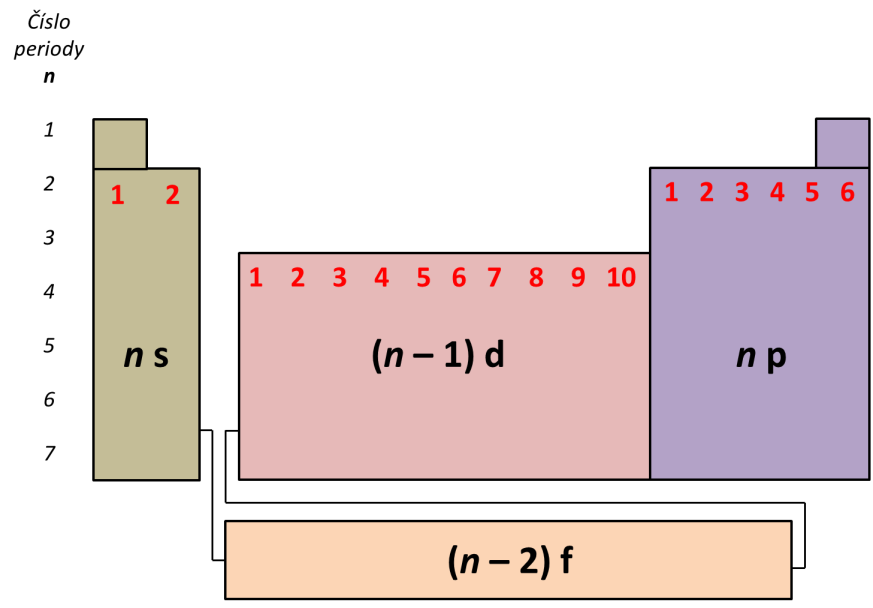 Číslo
periody
n
1
2
3
4
5
6
7
1 2
1 2 3 4 5 6 7 8 9 10
1 2 3 4 5 6
n s
(n – 1) d
n p
(n – 2) f